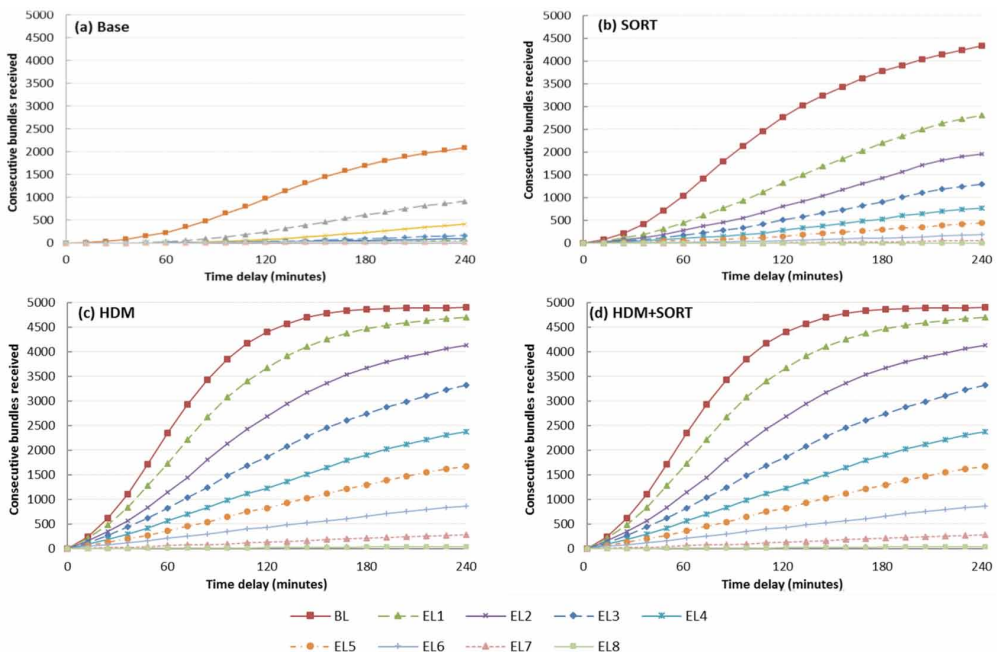 (a) Base
Consecutive bundles received
5000
4500
4000
3500
3000
2500
2000
1500
1000
500
0
0 60 120 180 240
Time delay (minutes)
(b) SORT
Consecutive bundles received
5000
4500
4000
3500
3000
2500
2000
1500
1000
500
0
0 60 120 180 240
Time delay (minutes)
(c) HDM
Consecutive bundles received
5000
4500
4000
3500
3000
2500
2000
1500
1000
500
0
0 60 120 180 240
Time delay (minutes)
(d) HDM+SORT
Consecutive bundles received
5000
4500
4000
3500
3000
2500
2000
1500
1000
500
0
0 60 120 180 240
Time delay (minutes)
BL EL1 EL2 EL3 EL4
EL5 EL6 EL7 EL8